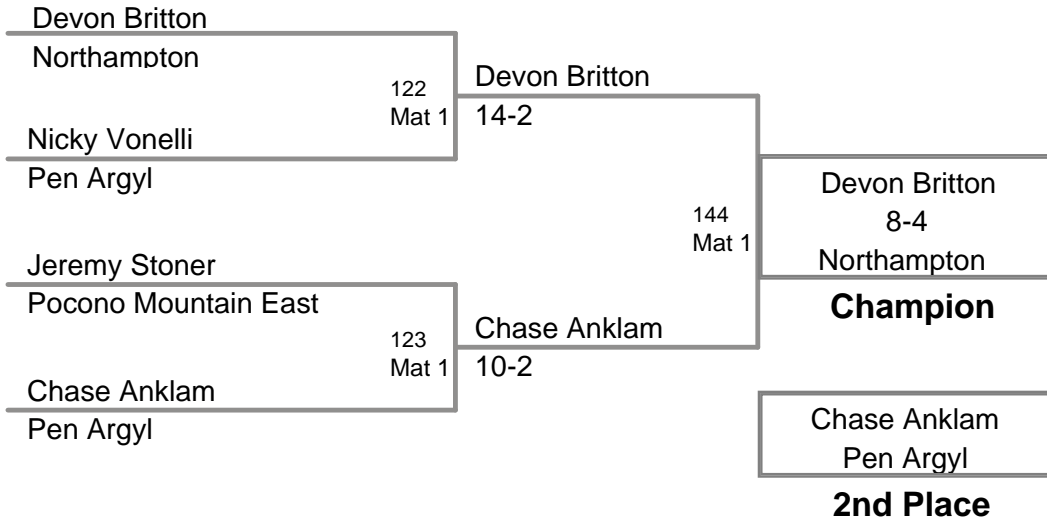 Devon Britton
Northampton
122
Mat 1
Nicky Vonelli
Pen Argyl
Devon Britton
14-2
Jeremy Stoner
Pocono Mountain East
123
Mat 1
Chase Anklam
Pen Argyl
Chase Anklam
10-2
144
Mat 1
Devon Britton
8-4
Northampton
Champion
Chase Anklam
Pen Argyl
2nd Place